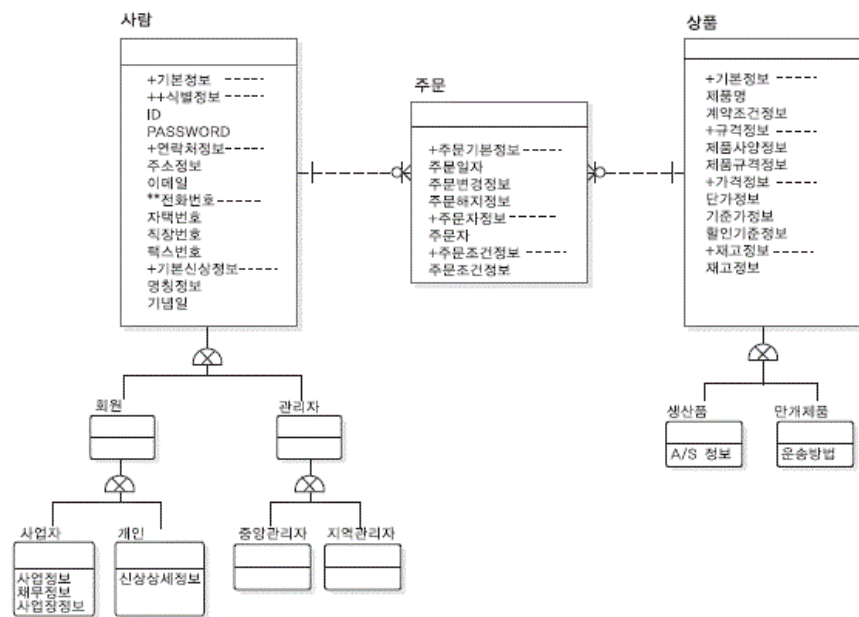 사람
+기본정보 -----
++식별정보-----
ID
PASSWORD
+연락처정보-----
주소정보
이메일
**전화번호-----
자택번호
직장번호
팩스번호
+기본신상정보-----
명칭정보
기념일
주문
+주문기본정보-----
주문일자
주문변경정보
주문해지정보
+주문자정보-----
주문자
+주문조건정보-----
주문조건정보
상품
+기본정보 -----
제품명
계약조건정보
+규격정보-----
제품사양정보
제품규격정보
+가격정보-----
단가정보
기준가정보
할인기준정보
+재고정보-----
재고정보
회원
관리자
생산품
A/S 정보
만개제품
운송방법
사업자
사업정보
채무정보
사업장정보
개인
신상상세정보
중앙관리자
지역관리자